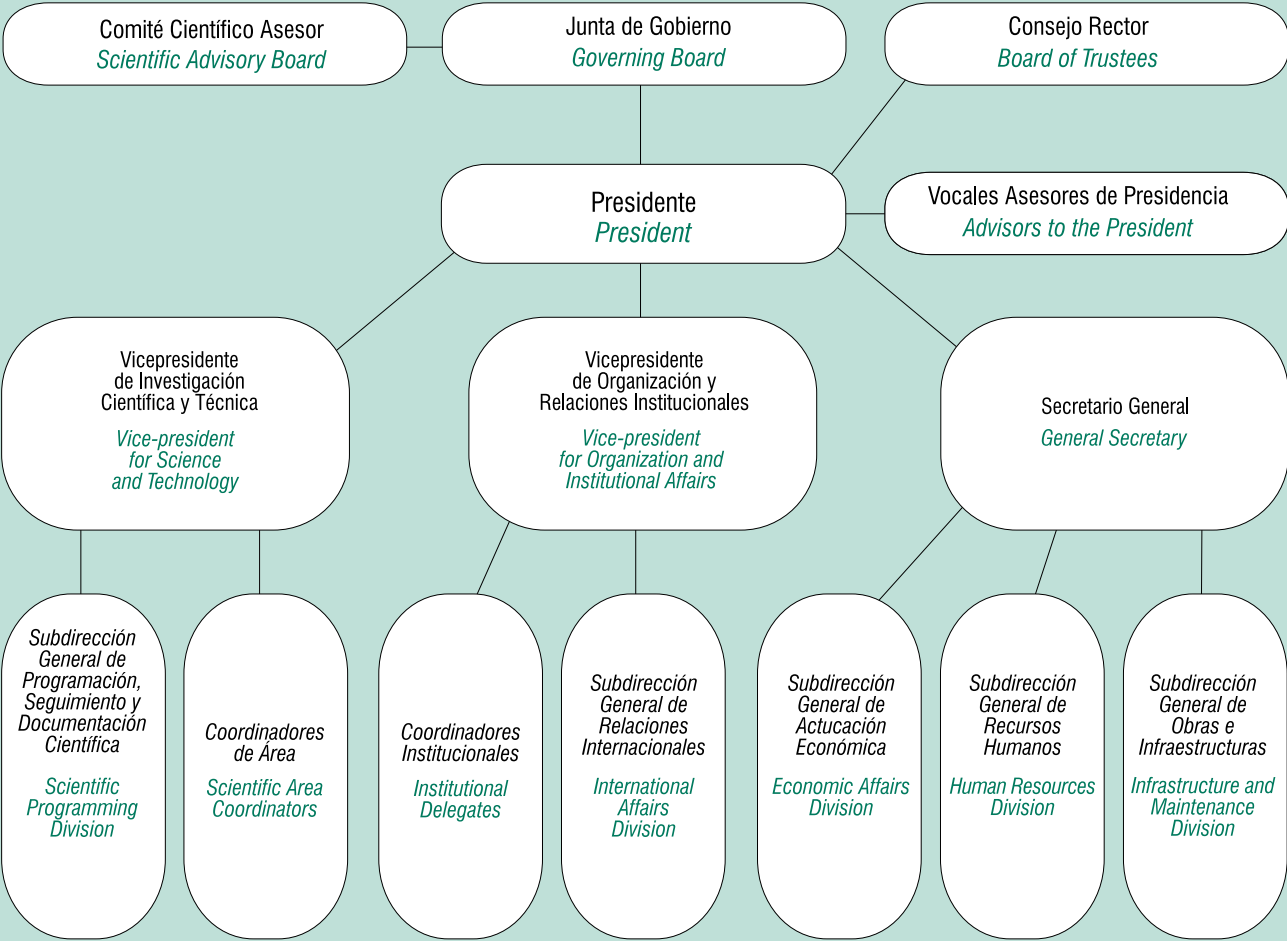 Comité Científico Asesor
Scientific Advisory Board
Junta de Gobierno
Governing Board
Consejo Rector
Board of Trustees
Presidente
President
Vocales Asesores de Presidencia
Advisors to the President
Vicepresidente
de Investigación
Científica y Técnica
Vice-president
for Science
and Technology
Vicepresidente
de Organización y
Relaciones Institucionales
Vice-president
for Organization and
Institutional Affairs
Secretario General
General Secretary
Subdirección
General de
Programación,
Seguimiento y
Documentación
Científica
Scientific
Programming
Division
Coordinadores
de Área
Scientific Area
Coordinators
Coordinadores
Institucionales
Institutional
Delegates
Subdirección
General de
Relaciones
Internacionales
International
Affairs
Division
Subdirección
General de
Actucación
Económica
Economic Affairs
Division
Subdirección
General de
Recursos
Humanos
Human Resources
Division
Subdirección
General de
Obras e
Infraestructuras
Infrastructure and
Maintenance
Division